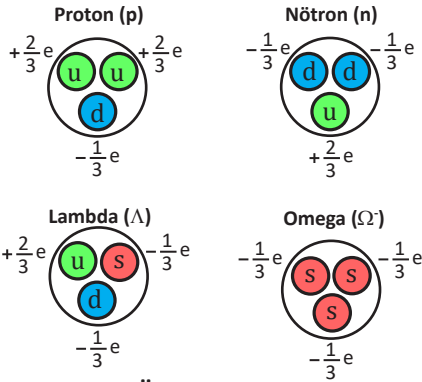 Proton (p)
+2/3 e
+2/3 e
u u
d
−1/3 e
Nötron (n)
−1/3 e
−1/3 e
d d
u
+2/3 e
Lambda (Λ)
+2/3 e
−1/3 e
u s
d
−1/3 e
Omega (Ω⁻)
−1/3 e
−1/3 e
s s
s
−1/3 e